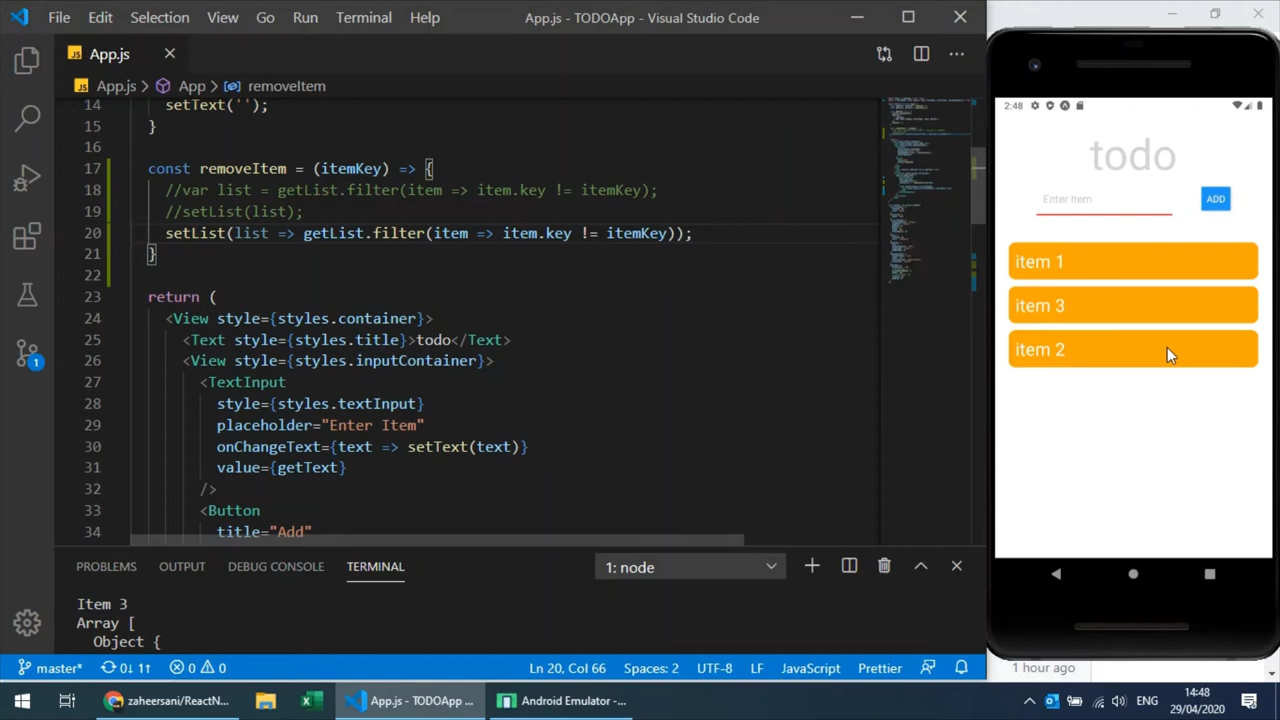 File Edit Selection View Go Run Terminal Help App.js - TODOApp - Visual Studio Code
JS App.js
JS App.js > App > removeItem
14 setText('');
15 }
16
17 const removeItem = (itemKey) => {
18 //var list = getList.filter(item => item.key != itemKey);
19 //setList(list);
20 setList(list => getList.filter(item => item.key != itemKey));
21 }
22
23 return (
24 <View style={styles.container}>
25 <Text style={styles.title}>todo</Text>
26 <View style={styles.inputContainer}>
27 <TextInput
28 style={styles.textInput}
29 placeholder="Enter Item"
30 onChangeText={text => setText(text)}
31 value={getText}
32 />
33 <Button
34 title="Add"
PROBLEMS OUTPUT DEBUG CONSOLE TERMINAL 1: node
Item 3
Array [
Object {
1
master* 0↓ 1↑ 0 0 Ln 20, Col 66 Spaces: 2 UTF-8 LF JavaScript Prettier
2:48
todo
Enter Item ADD
item 1
item 3
item 2
1 hour ago
zaheersani/ReactN... App.js - TODOApp ... Android Emulator -... ENG 14:48
29/04/2020